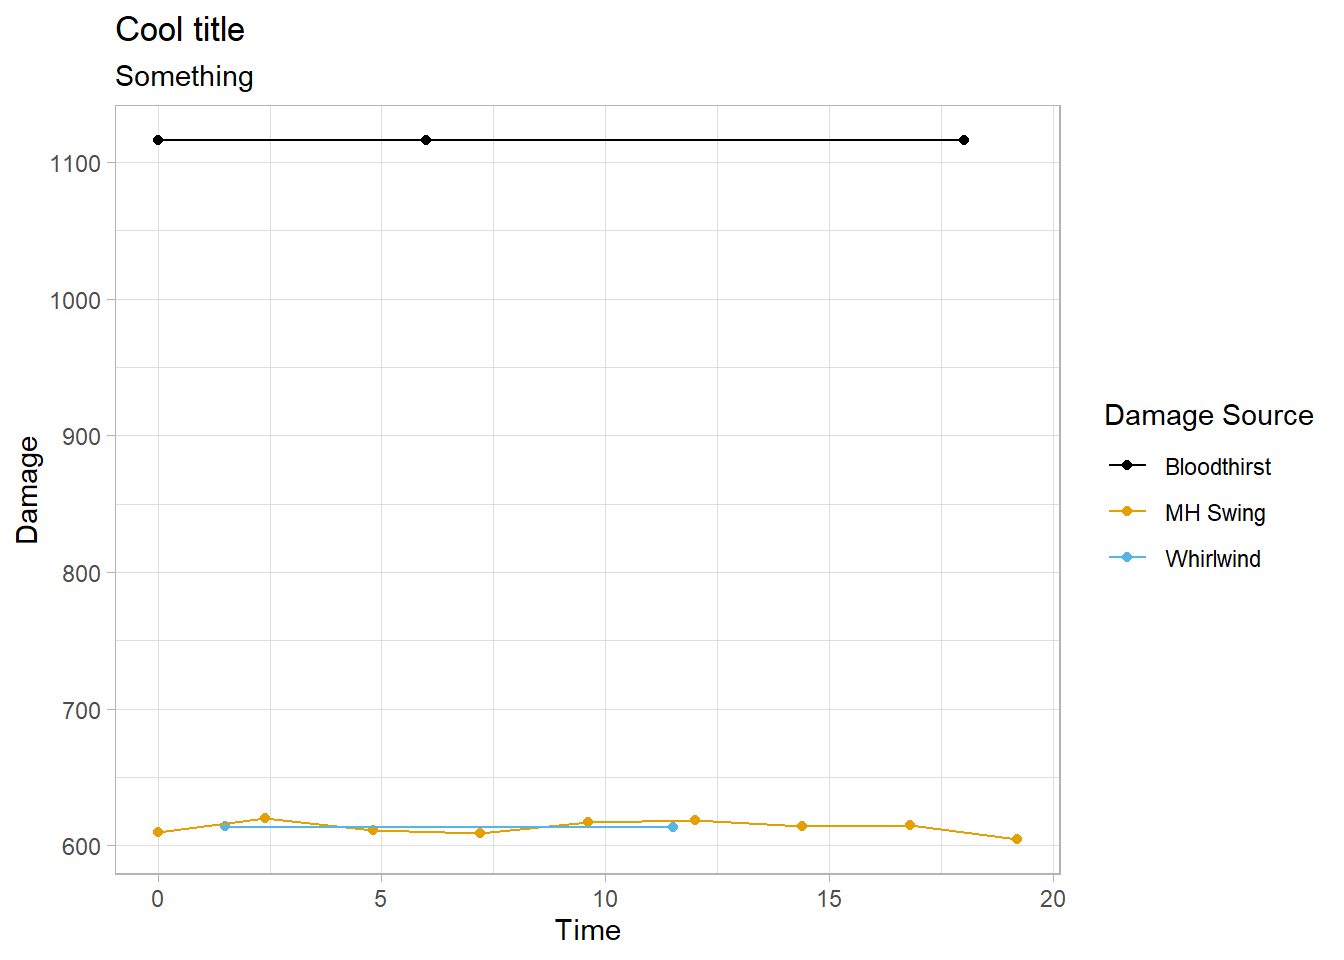 Cool title
Something
1100
1000
900
800
700
600
Damage
0 5 10 15 20
Time
Damage Source
Bloodthirst
MH Swing
Whirlwind